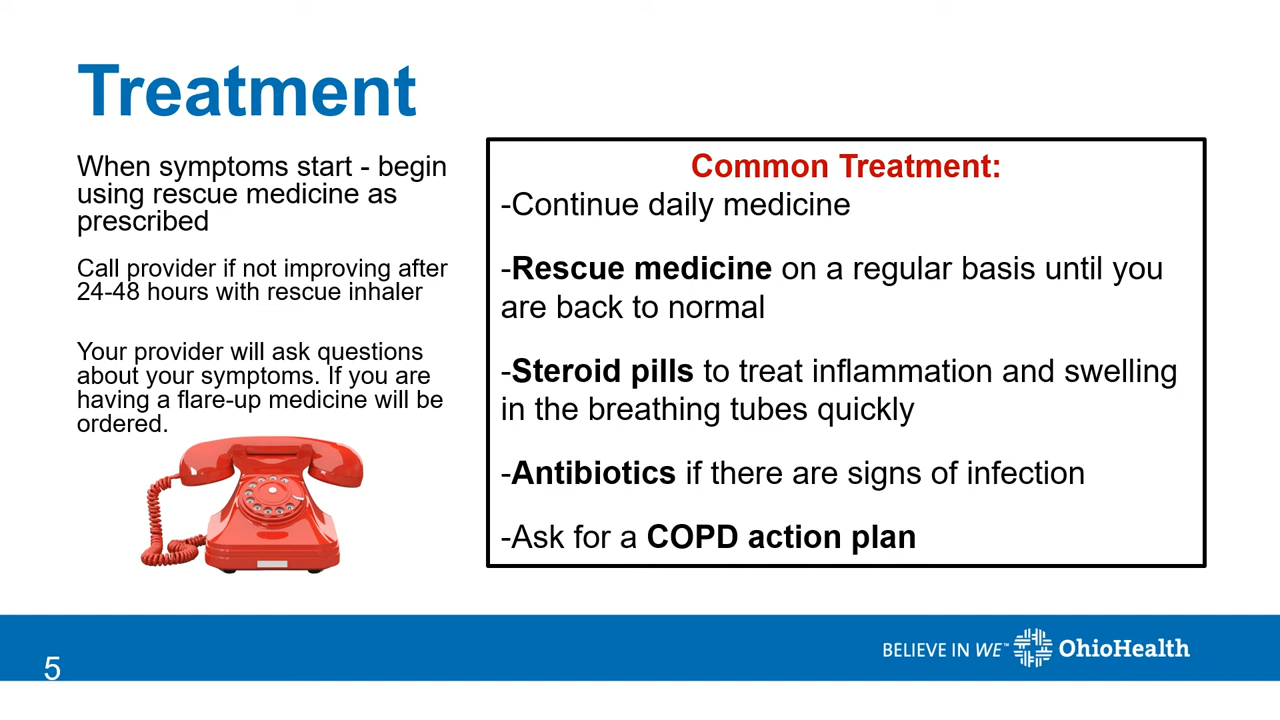 Treatment
When symptoms start - begin
using rescue medicine as
prescribed
Call provider if not improving after
24-48 hours with rescue inhaler
Your provider will ask questions
about your symptoms. If you are
having a flare-up medicine will be
ordered.
Common Treatment:
-Continue daily medicine
-Rescue medicine on a regular basis until you
are back to normal
-Steroid pills to treat inflammation and swelling
in the breathing tubes quickly
-Antibiotics if there are signs of infection
-Ask for a COPD action plan
5
BELIEVE IN WE™ OhioHealth